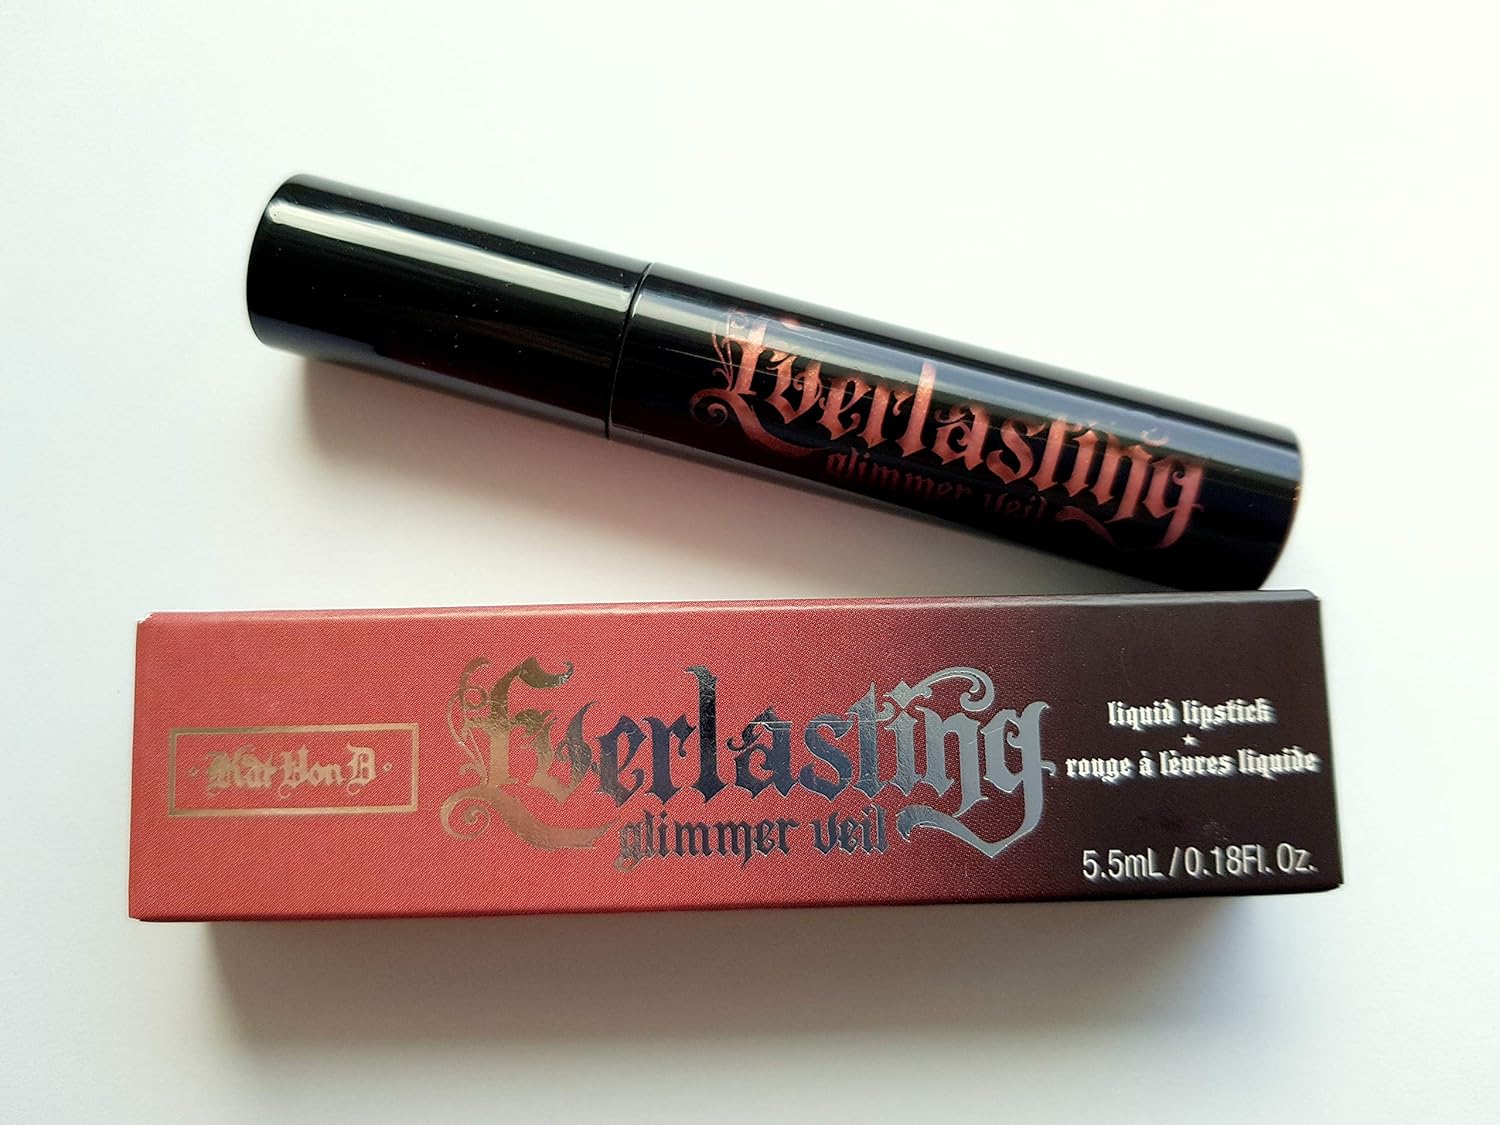 Everlasting
glimmer veil
Kat Von D
Everlasting
glimmer veil
liquid lipstick
rouge à lèvres liquide
5.5mL / 0.18Fl. Oz.